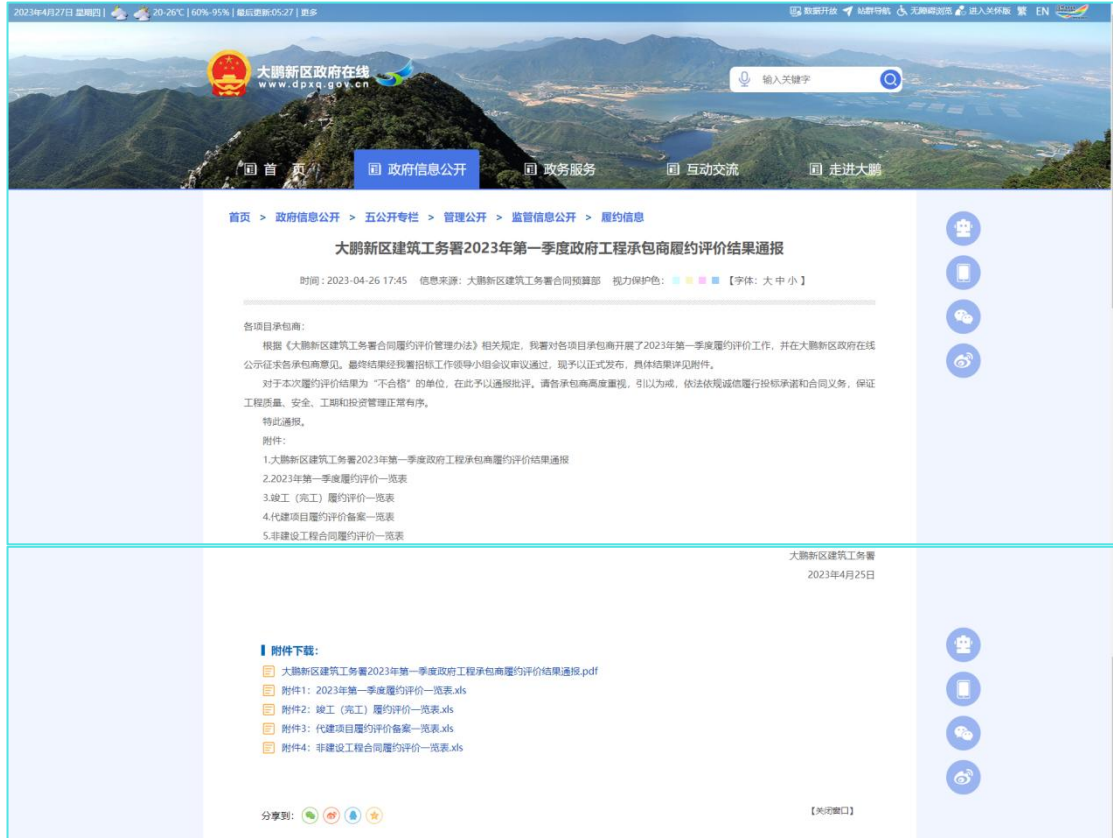 2023年4月27日 星期四 | 20-26℃ | 60%-95% | 最后更新:05:27 | 更多
数据开放 站群导航 无障碍浏览 进入关怀版 繁 EN
大鹏新区政府在线
www.dpxq.gov.cn
输入关键字
首 页 政府信息公开 政务服务 互动交流 走进大鹏
首页 > 政府信息公开 > 五公开专栏 > 管理公开 > 监管信息公开 > 履约信息
大鹏新区建筑工务署2023年第一季度政府工程承包商履约评价结果通报
时间 : 2023-04-26 17:45 信息来源: 大鹏新区建筑工务署合同预算部 视力保护色: 【字体: 大 中 小 】
各项目承包商:
根据《大鹏新区建筑工务署合同履约评价管理办法》相关规定，我署对各项目承包商开展了2023年第一季度履约评价工作，并在大鹏新区政府在线
公示征求各承包商意见。最终结果经我署招标工作领导小组会议审议通过，现予以正式发布，具体结果详见附件。
对于本次履约评价结果为“不合格”的单位，在此予以通报批评。请各承包商高度重视，引以为戒，依法依规诚信履行投标承诺和合同义务，保证
工程质量、安全、工期和投资管理正常有序。
特此通报。
附件:
1.大鹏新区建筑工务署2023年第一季度政府工程承包商履约评价结果通报
2.2023年第一季度履约评价一览表
3.竣工（完工）履约评价一览表
4.代建项目履约评价备案一览表
5.非建设工程合同履约评价一览表
大鹏新区建筑工务署
2023年4月25日
附件下载:
大鹏新区建筑工务署2023年第一季度政府工程承包商履约评价结果通报.pdf
附件1：2023年第一季度履约评价一览表.xls
附件2：竣工（完工）履约评价一览表.xls
附件3：代建项目履约评价备案一览表.xls
附件4：非建设工程合同履约评价一览表.xls
分享到:
【关闭窗口】